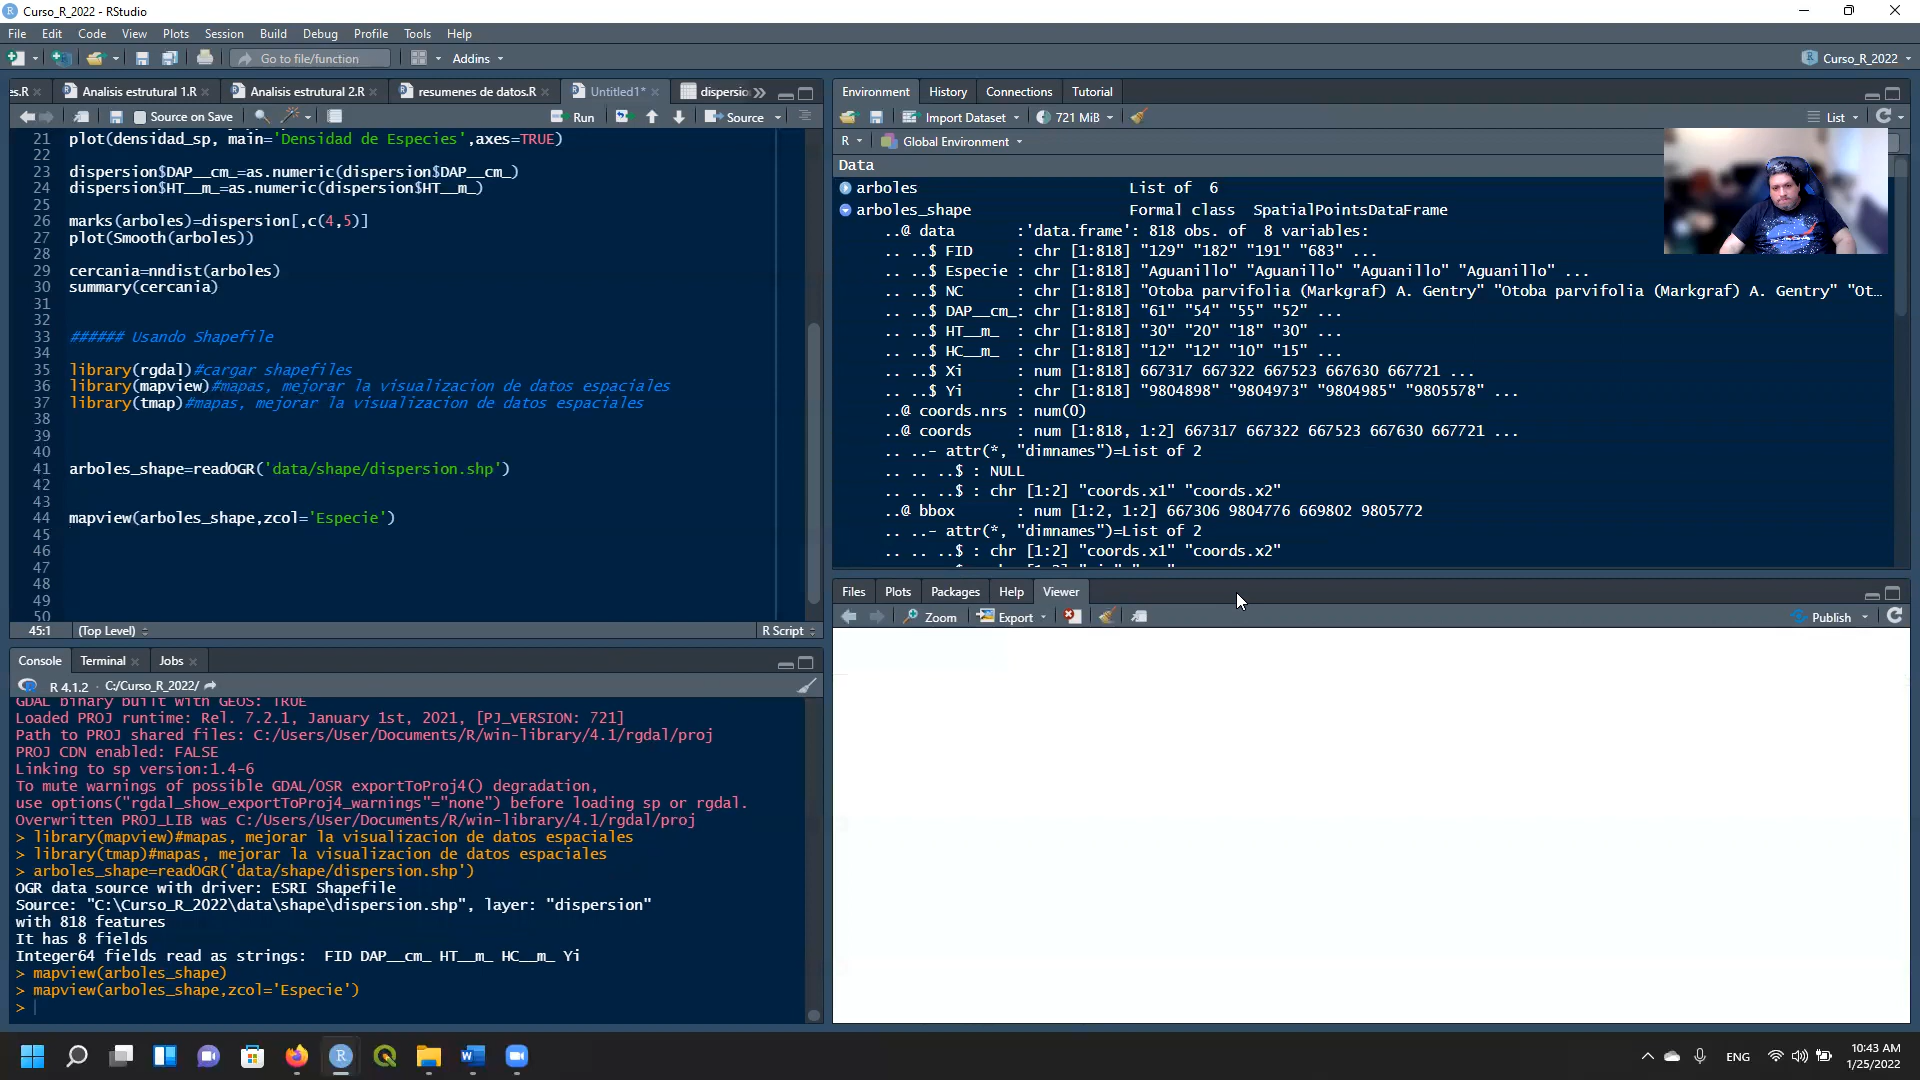 Curso_R_2022 - RStudio
File Edit Code View Plots Session Build Debug Profile Tools Help
Go to file/function Addins Curso_R_2022
es.R Analisis estrutural 1.R Analisis estrutural 2.R resumenes de datos.R Untitled1* dispersio
Source on Save Run Source
21 plot(densidad_sp, main='Densidad de Especies',axes=TRUE)
22
23 dispersion$DAP__cm_=as.numeric(dispersion$DAP__cm_)
24 dispersion$HT__m_=as.numeric(dispersion$HT__m_)
25
26 marks(arboles)=dispersion[,c(4,5)]
27 plot(Smooth(arboles))
28
29 cercania=nndist(arboles)
30 summary(cercania)
31
32
33 ###### Usando Shapefile
34
35 library(rgdal)#cargar shapefiles
36 library(mapview)#mapas, mejorar la visualizacion de datos espaciales
37 library(tmap)#mapas, mejorar la visualizacion de datos espaciales
38
39
40
41 arboles_shape=readOGR('data/shape/dispersion.shp')
42
43
44 mapview(arboles_shape,zcol='Especie')
45
46
47
48
49
50
45:1 (Top Level) R Script
Console Terminal Jobs
R 4.1.2 · C:/Curso_R_2022/
GDAL binary built with GEOS: TRUE
Loaded PROJ runtime: Rel. 7.2.1, January 1st, 2021, [PJ_VERSION: 721]
Path to PROJ shared files: C:/Users/User/Documents/R/win-library/4.1/rgdal/proj
PROJ CDN enabled: FALSE
Linking to sp version:1.4-6
To mute warnings of possible GDAL/OSR exportToProj4() degradation,
use options("rgdal_show_exportToProj4_warnings"="none") before loading sp or rgdal.
Overwritten PROJ_LIB was C:/Users/User/Documents/R/win-library/4.1/rgdal/proj
> library(mapview)#mapas, mejorar la visualizacion de datos espaciales
> library(tmap)#mapas, mejorar la visualizacion de datos espaciales
> arboles_shape=readOGR('data/shape/dispersion.shp')
OGR data source with driver: ESRI Shapefile
Source: "C:\Curso_R_2022\data\shape\dispersion.shp", layer: "dispersion"
with 818 features
It has 8 fields
Integer64 fields read as strings:  FID DAP__cm_ HT__m_ HC__m_ Yi
> mapview(arboles_shape)
> mapview(arboles_shape,zcol='Especie')
>
Environment History Connections Tutorial
Import Dataset 721 MiB List
R Global Environment
Data
arboles List of 6
arboles_shape Formal class SpatialPointsDataFrame
..@ data :'data.frame': 818 obs. of 8 variables:
.. ..$ FID : chr [1:818] "129" "182" "191" "683" ...
.. ..$ Especie : chr [1:818] "Aguanillo" "Aguanillo" "Aguanillo" "Aguanillo" ...
.. ..$ NC : chr [1:818] "Otoba parvifolia (Markgraf) A. Gentry" "Otoba parvifolia (Markgraf) A. Gentry" "Ot...
.. ..$ DAP__cm_: chr [1:818] "61" "54" "55" "52" ...
.. ..$ HT__m_ : chr [1:818] "30" "20" "18" "30" ...
.. ..$ HC__m_ : chr [1:818] "12" "12" "10" "15" ...
.. ..$ Xi : num [1:818] 667317 667322 667523 667630 667721 ...
.. ..$ Yi : chr [1:818] "9804898" "9804973" "9804985" "9805578" ...
..@ coords.nrs : num(0)
..@ coords : num [1:818, 1:2] 667317 667322 667523 667630 667721 ...
.. ..- attr(*, "dimnames")=List of 2
.. .. ..$ : NULL
.. .. ..$ : chr [1:2] "coords.x1" "coords.x2"
..@ bbox : num [1:2, 1:2] 667306 9804776 669802 9805772
.. ..- attr(*, "dimnames")=List of 2
.. .. ..$ : chr [1:2] "coords.x1" "coords.x2"
Files Plots Packages Help Viewer
Zoom Export Publish
ENG 10:43 AM
1/25/2022